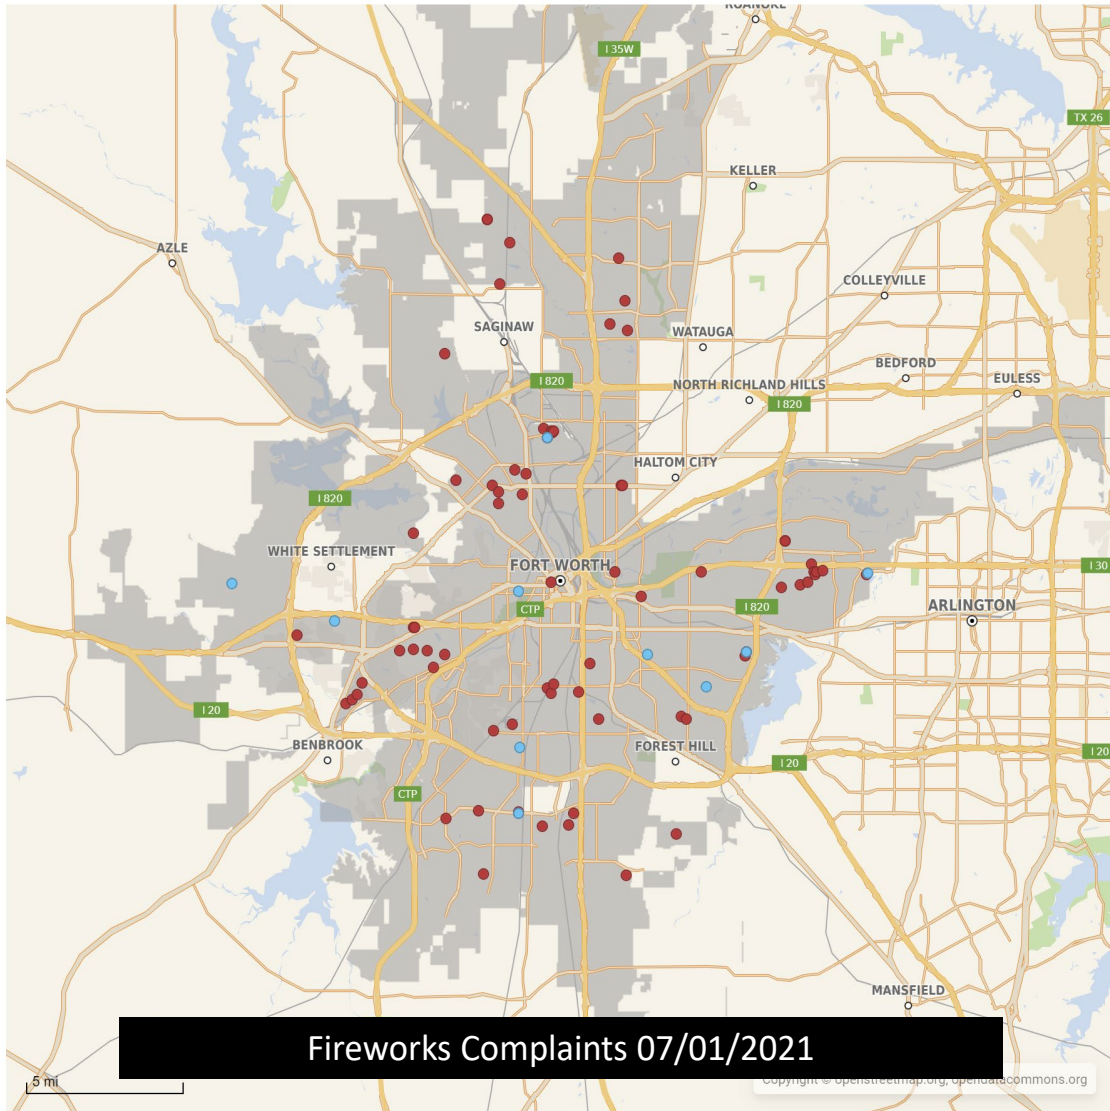 ROANOKE
I 35W
TX 26
KELLER
AZLE
COLLEYVILLE
SAGINAW
WATAUGA
BEDFORD
I 820
NORTH RICHLAND HILLS
EULESS
I 820
HALTOM CITY
I 820
WHITE SETTLEMENT
FORT WORTH
I 30
CTP
I 820
ARLINGTON
I 20
BENBROOK
FOREST HILL
I 20
I 20
CTP
MANSFIELD
Fireworks Complaints 07/01/2021
5 mi
Copyright © openstreetmap.org, opendatacommons.org